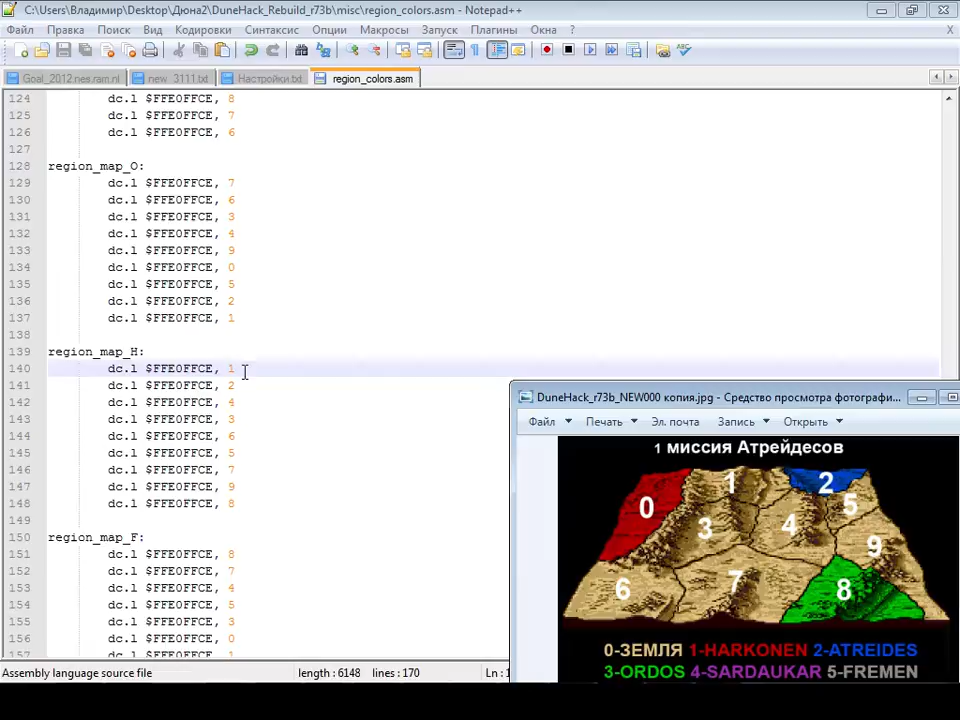 C:\Users\Владимир\Desktop\Дюна2\DuneHack_Rebuild_r73b\misc\region_colors.asm - Notepad++
Файл Правка Поиск Вид Кодировки Синтаксис Опции Макросы Запуск Плагины Окна ? X
Goal_2012.nes.ram.nl new 3111.txt Настройки.txt region_colors.asm
124 dc.l $FFE0FFCE, 8
125 dc.l $FFE0FFCE, 7
126 dc.l $FFE0FFCE, 6
127
128 region_map_O:
129 dc.l $FFE0FFCE, 7
130 dc.l $FFE0FFCE, 6
131 dc.l $FFE0FFCE, 3
132 dc.l $FFE0FFCE, 4
133 dc.l $FFE0FFCE, 9
134 dc.l $FFE0FFCE, 0
135 dc.l $FFE0FFCE, 5
136 dc.l $FFE0FFCE, 2
137 dc.l $FFE0FFCE, 1
138
139 region_map_H:
140 dc.l $FFE0FFCE, 1
141 dc.l $FFE0FFCE, 2
142 dc.l $FFE0FFCE, 4
143 dc.l $FFE0FFCE, 3
144 dc.l $FFE0FFCE, 6
145 dc.l $FFE0FFCE, 5
146 dc.l $FFE0FFCE, 7
147 dc.l $FFE0FFCE, 9
148 dc.l $FFE0FFCE, 8
149
150 region_map_F:
151 dc.l $FFE0FFCE, 8
152 dc.l $FFE0FFCE, 7
153 dc.l $FFE0FFCE, 4
154 dc.l $FFE0FFCE, 5
155 dc.l $FFE0FFCE, 3
156 dc.l $FFE0FFCE, 0
157 dc.l $FFE0FFCE, 1
Assembly language source file length : 6148 lines : 170 Ln : 1
DuneHack_r73b_NEW000 копия.jpg - Средство просмотра фотографи...
Файл Печать Эл. почта Запись Открыть
1 миссия Атрейдесов
0 1 2
3 4 5
9
6 7 8
0-ЗЕМЛЯ 1-HARKONEN 2-ATREIDES
3-ORDOS 4-SARDAUKAR 5-FREMEN